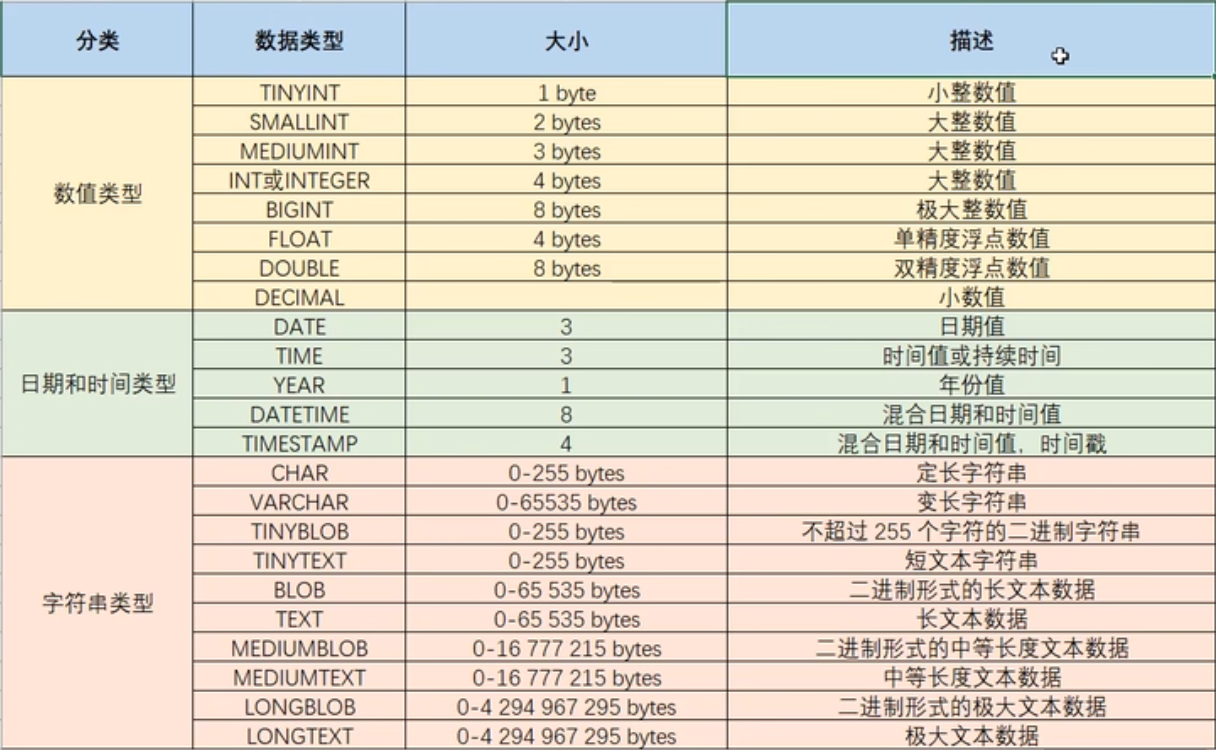 分类 数据类型 大小 描述
数值类型
TINYINT 1 byte 小整数值
SMALLINT 2 bytes 大整数值
MEDIUMINT 3 bytes 大整数值
INT或INTEGER 4 bytes 大整数值
BIGINT 8 bytes 极大整数值
FLOAT 4 bytes 单精度浮点数值
DOUBLE 8 bytes 双精度浮点数值
DECIMAL 小数值
日期和时间类型
DATE 3 日期值
TIME 3 时间值或持续时间
YEAR 1 年份值
DATETIME 8 混合日期和时间值
TIMESTAMP 4 混合日期和时间值，时间戳
字符串类型
CHAR 0-255 bytes 定长字符串
VARCHAR 0-65535 bytes 变长字符串
TINYBLOB 0-255 bytes 不超过 255 个字符的二进制字符串
TINYTEXT 0-255 bytes 短文本字符串
BLOB 0-65 535 bytes 二进制形式的长文本数据
TEXT 0-65 535 bytes 长文本数据
MEDIUMBLOB 0-16 777 215 bytes 二进制形式的中等长度文本数据
MEDIUMTEXT 0-16 777 215 bytes 中等长度文本数据
LONGBLOB 0-4 294 967 295 bytes 二进制形式的极大文本数据
LONGTEXT 0-4 294 967 295 bytes 极大文本数据